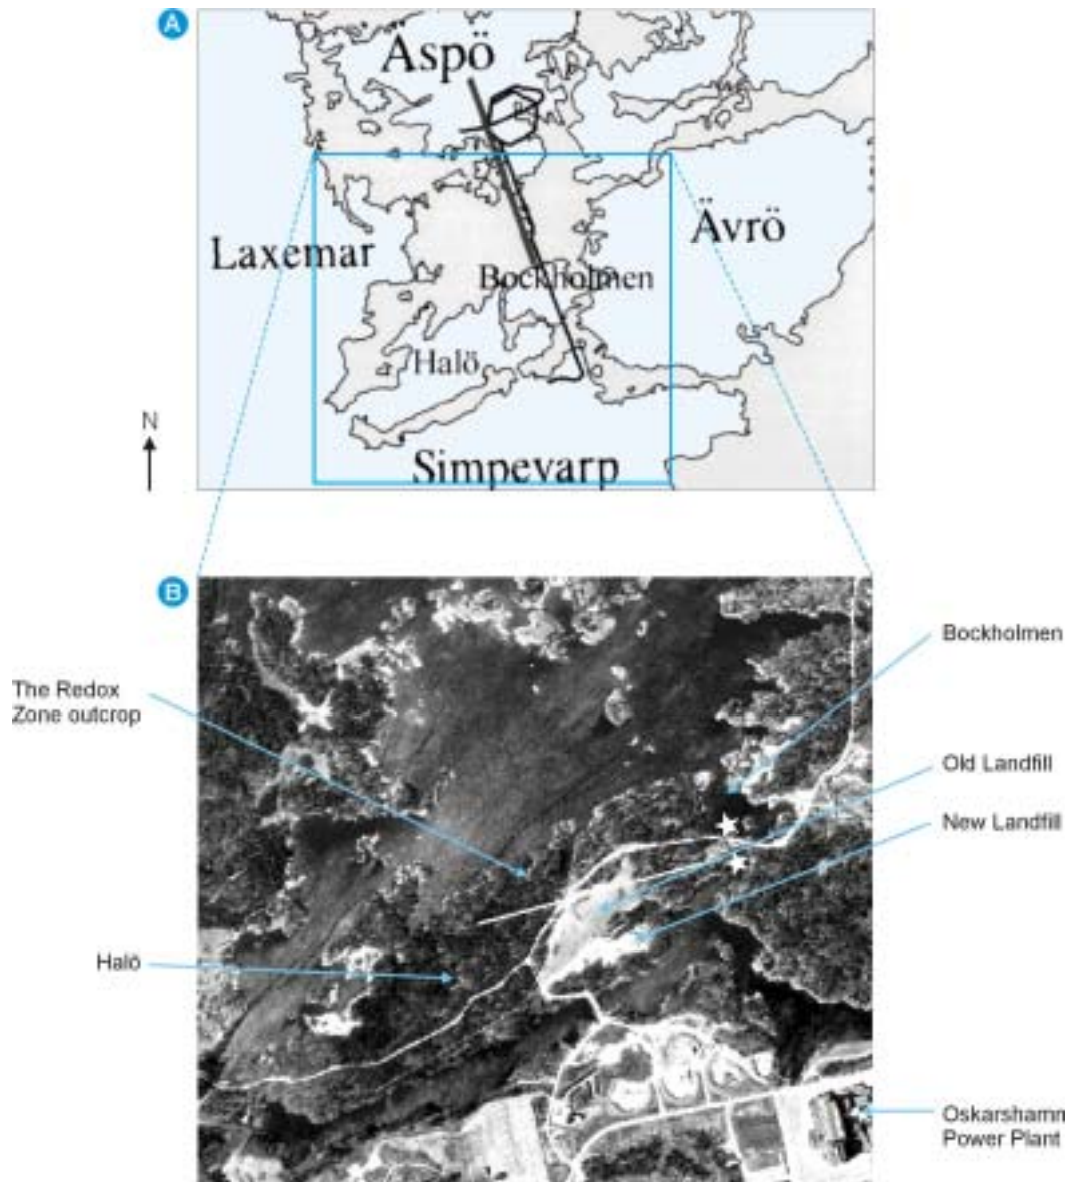 A
Äspö
Ävrö
Laxemar
Bockholmen
Halö
N
Simpevarp
B
Bockholmen
The Redox
Zone outcrop
Old Landfill
New Landfill
Halö
Oskarshamn
Power Plant